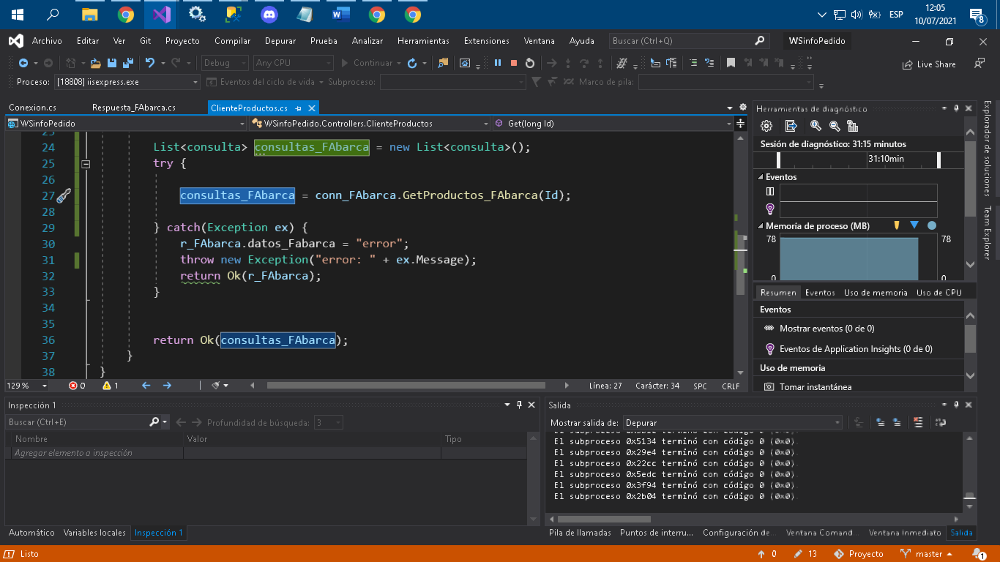 ESP
12:05
10/07/2021
8
Archivo Editar Ver Git Proyecto Compilar Depurar Prueba Analizar Herramientas Extensiones Ventana Ayuda Buscar (Ctrl+Q) WSinfoPedido
Debug Any CPU Continuar Live Share
Proceso: [18808] iisexpress.exe Eventos del ciclo de vida Subproceso: Marco de pila:
Conexion.cs Respuesta_FAbarca.cs ClienteProductos.cs
WSinfoPedido WSinfoPedido.Controllers.ClienteProductos Get(long Id)
23
24 List<consulta> consultas_FAbarca = new List<consulta>();
25 try {
26
27 consultas_FAbarca = conn_FAbarca.GetProductos_FAbarca(Id);
28
29 } catch(Exception ex) {
30 r_FAbarca.datos_Fabarca = "error";
31 throw new Exception("error: " + ex.Message);
32 return Ok(r_FAbarca);
33 }
34
35
36 return Ok(consultas_FAbarca);
37 }
38 }
129 % 0 1 Línea: 27 Carácter: 34 SPC CRLF
Herramientas de diagnóstico
Sesión de diagnóstico: 31:15 minutos
31:10min
Eventos
Memoria de proceso (MB)
78 78
0 0
Resumen Eventos Uso de memoria Uso de CPU
Eventos
Mostrar eventos (0 de 0)
Eventos de Application Insights (0 de 0)
Uso de memoria
Tomar instantánea
Explorador de soluciones
Team Explorer
Inspección 1
Buscar (Ctrl+E) Profundidad de búsqueda: 3
Nombre Valor Tipo
Agregar elemento a inspección
Automático Variables locales Inspección 1
Salida
Mostrar salida de: Depurar
El subproceso 0x5134 terminó con código 0 (0x0).
El subproceso 0x29e4 terminó con código 0 (0x0).
El subproceso 0x22cc terminó con código 0 (0x0).
El subproceso 0x5edc terminó con código 0 (0x0).
El subproceso 0x3f94 terminó con código 0 (0x0).
El subproceso 0x2b04 terminó con código 0 (0x0).
Pila de llamadas Puntos de interru... Configuración de... Ventana Comand... Ventana Inmediato Salida
Listo 0 13 Proyecto master 1